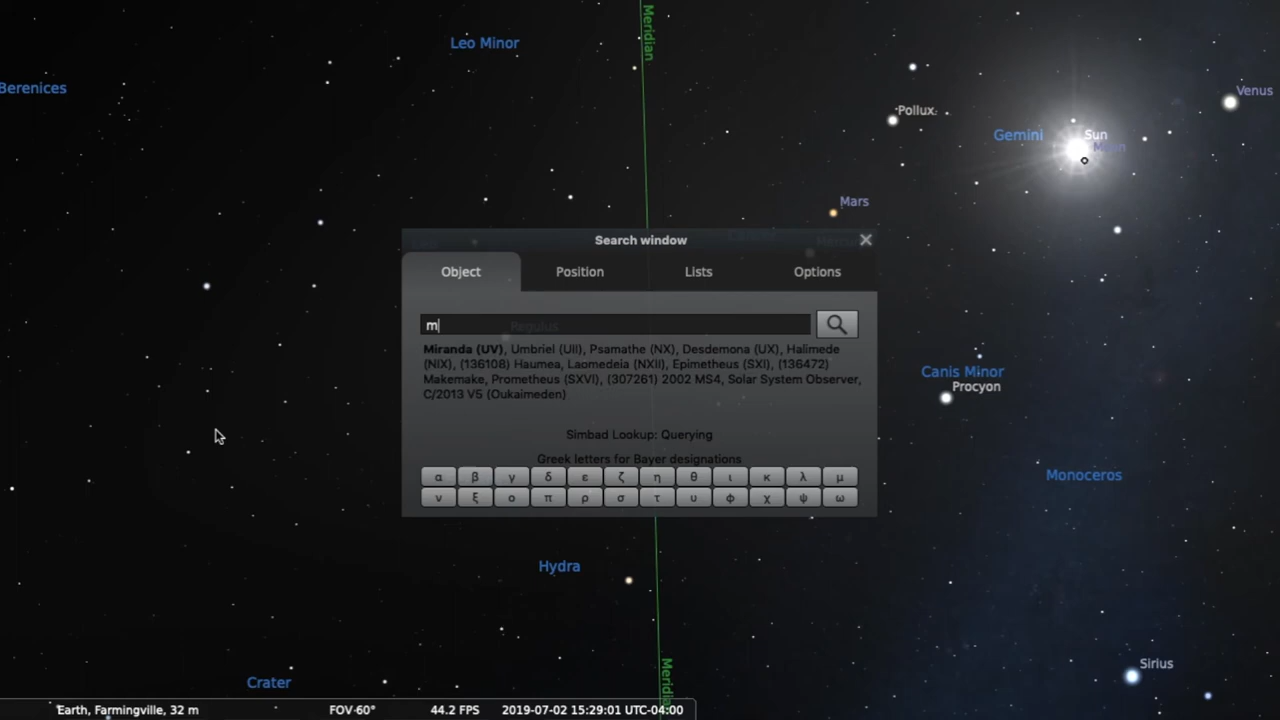 Meridian
Leo Minor
Berenices
Venus
Pollux
Gemini
Sun
Moon
Mars
Search window
Object
Position
Lists
Options
m
Regulus
Miranda (UV), Umbriel (UII), Psamathe (NX), Desdemona (UX), Halimede
(NIX), (136108) Haumea, Laomedeia (NXII), Epimetheus (SXI), (136472)
Makemake, Prometheus (SXVI), (307261) 2002 MS4, Solar System Observer,
C/2013 V5 (Oukaimeden)
Canis Minor
Procyon
Simbad Lookup: Querying
Greek letters for Bayer designations
α β γ δ ε ζ η θ ι κ λ μ
ν ξ ο π ρ σ τ υ φ χ ψ ω
Monoceros
Hydra
Meridian
Sirius
Crater
Earth, Farmingville, 32 m
FOV 60°
44.2 FPS
2019-07-02 15:29:01 UTC-04:00